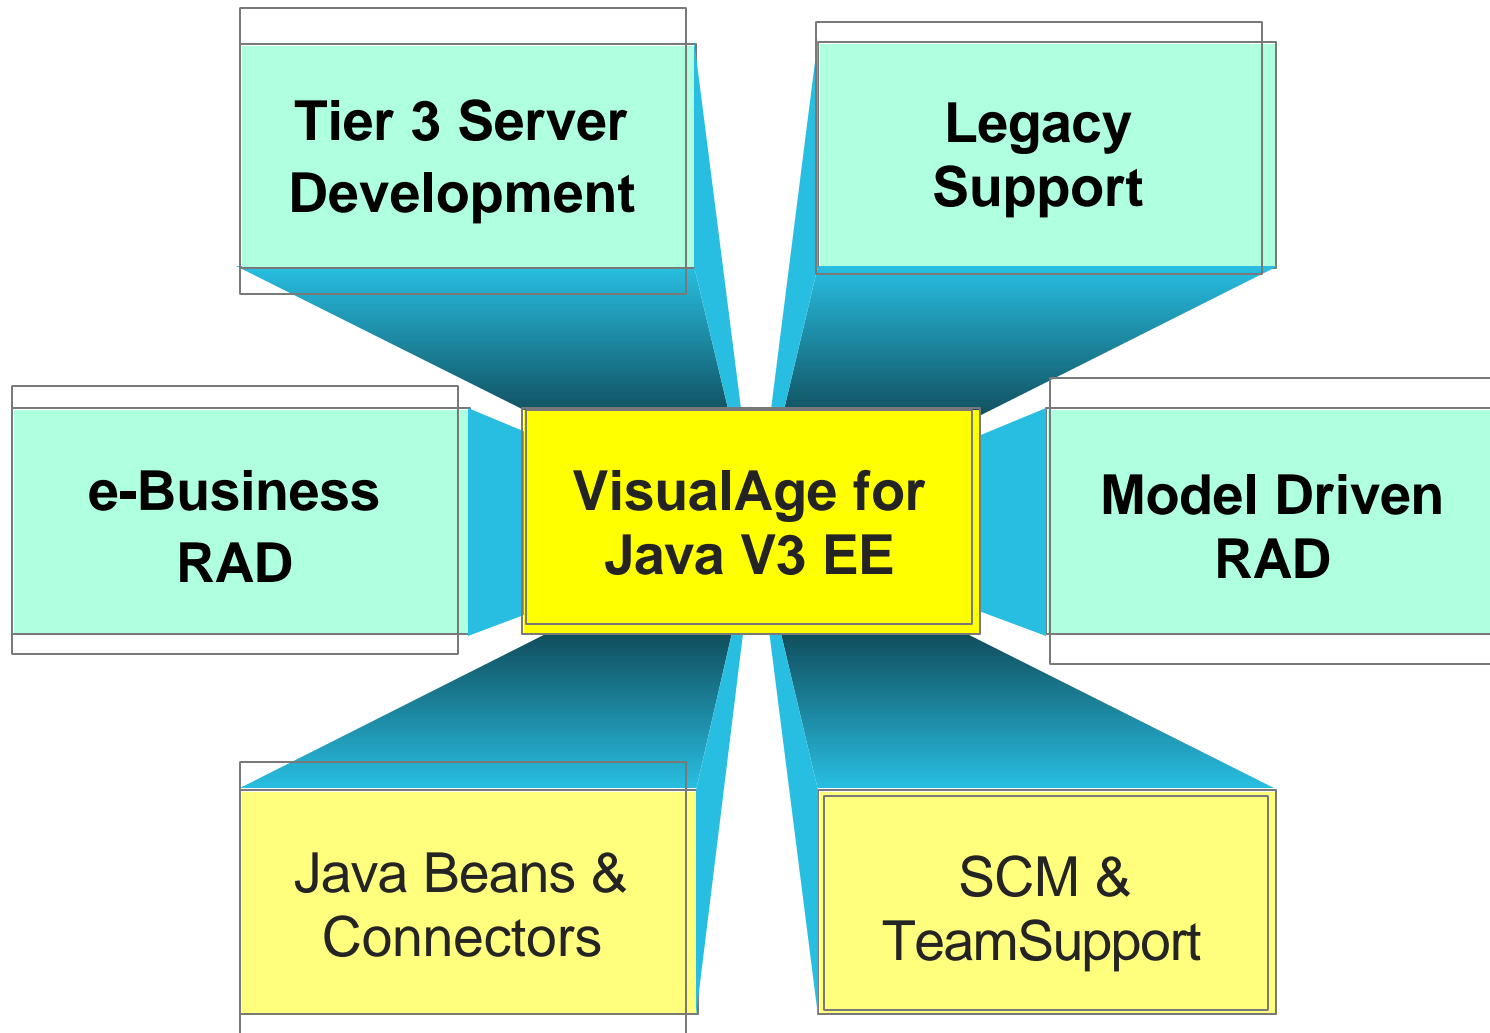 Tier 3 Server
Development
Legacy
Support
e-Business
RAD
VisualAge for
Java V3 EE
Model Driven
RAD
Java Beans &
Connectors
SCM &
TeamSupport